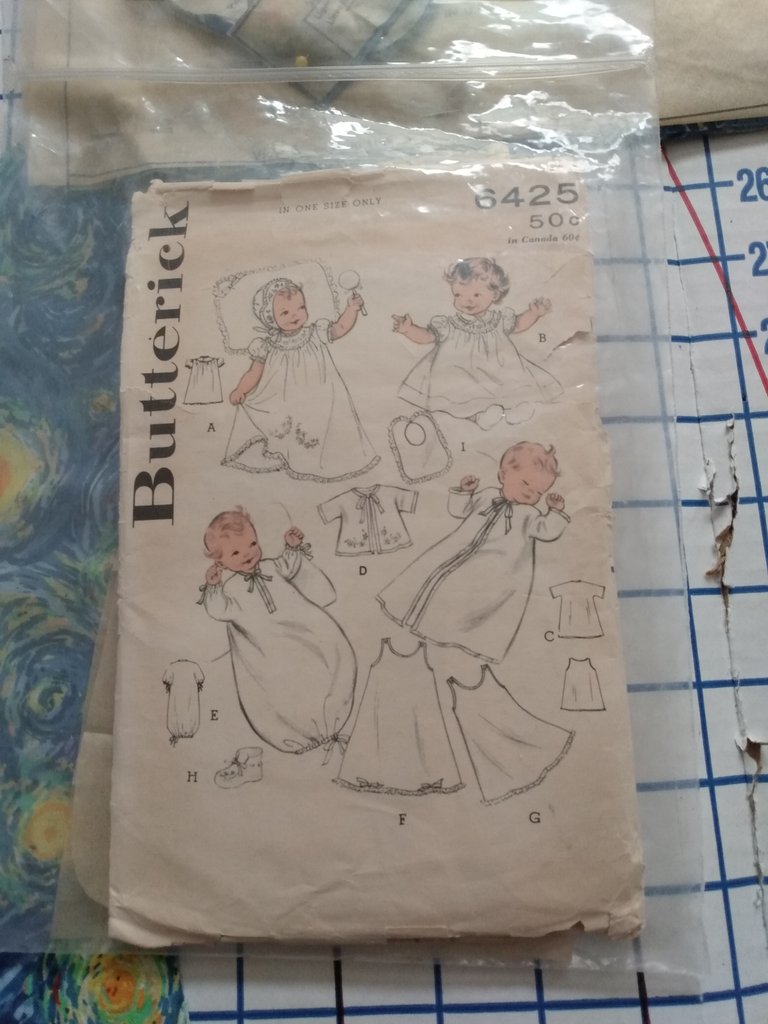 IN ONE SIZE ONLY
6425
50¢
in Canada 60¢
Butterick
A
B
I
D
C
E
H
F
G
26